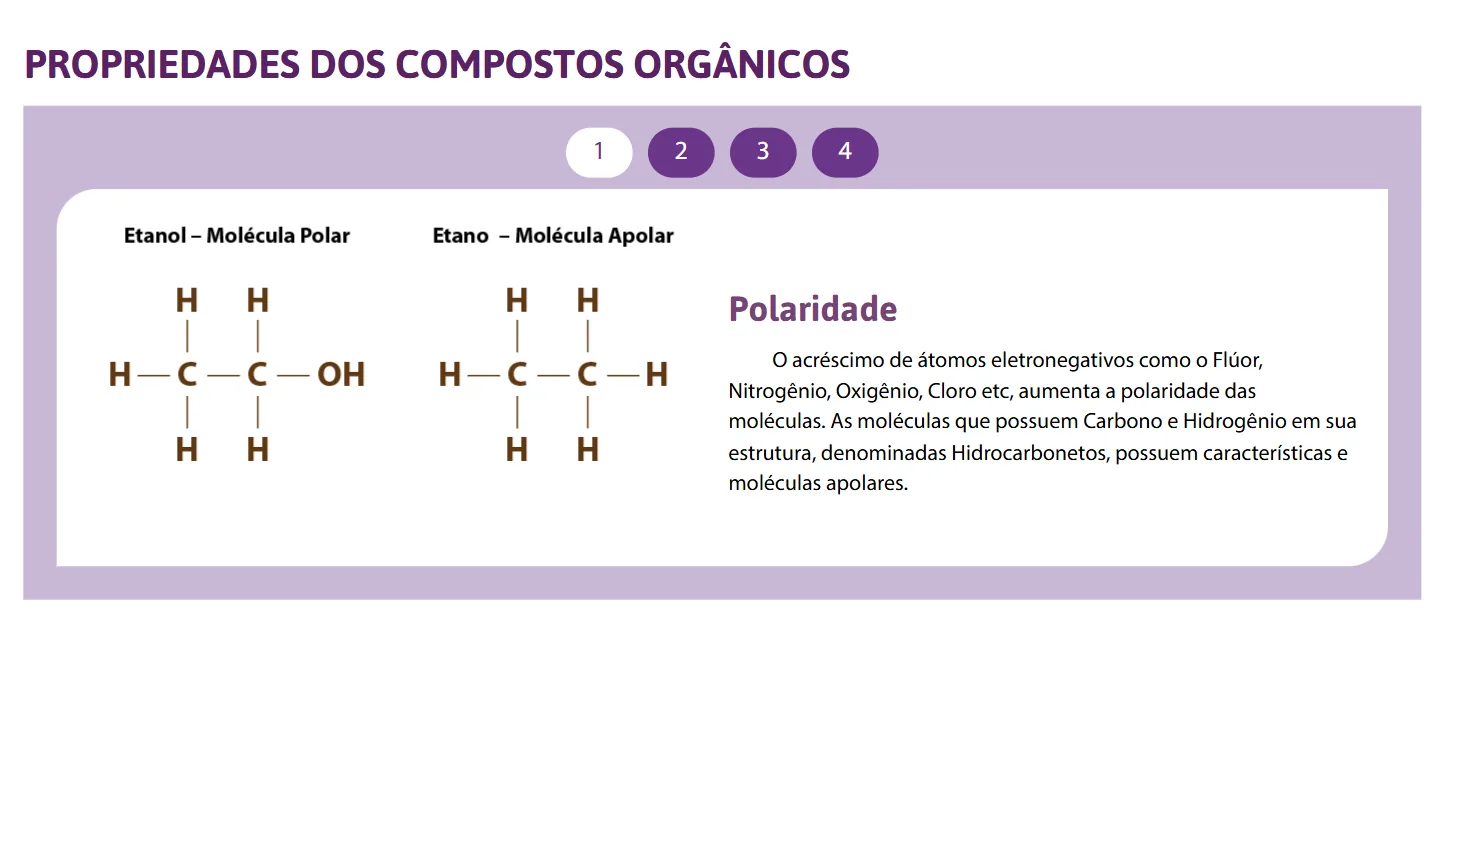 PROPRIEDADES DOS COMPOSTOS ORGÂNICOS
1 2 3 4
Etanol – Molécula Polar
H H
H — C — C — OH
H H
Etano – Molécula Apolar
H H
H — C — C — H
H H
Polaridade
O acréscimo de átomos eletronegativos como o Flúor,
Nitrogênio, Oxigênio, Cloro etc, aumenta a polaridade das
moléculas. As moléculas que possuem Carbono e Hidrogênio em sua
estrutura, denominadas Hidrocarbonetos, possuem características e
moléculas apolares.